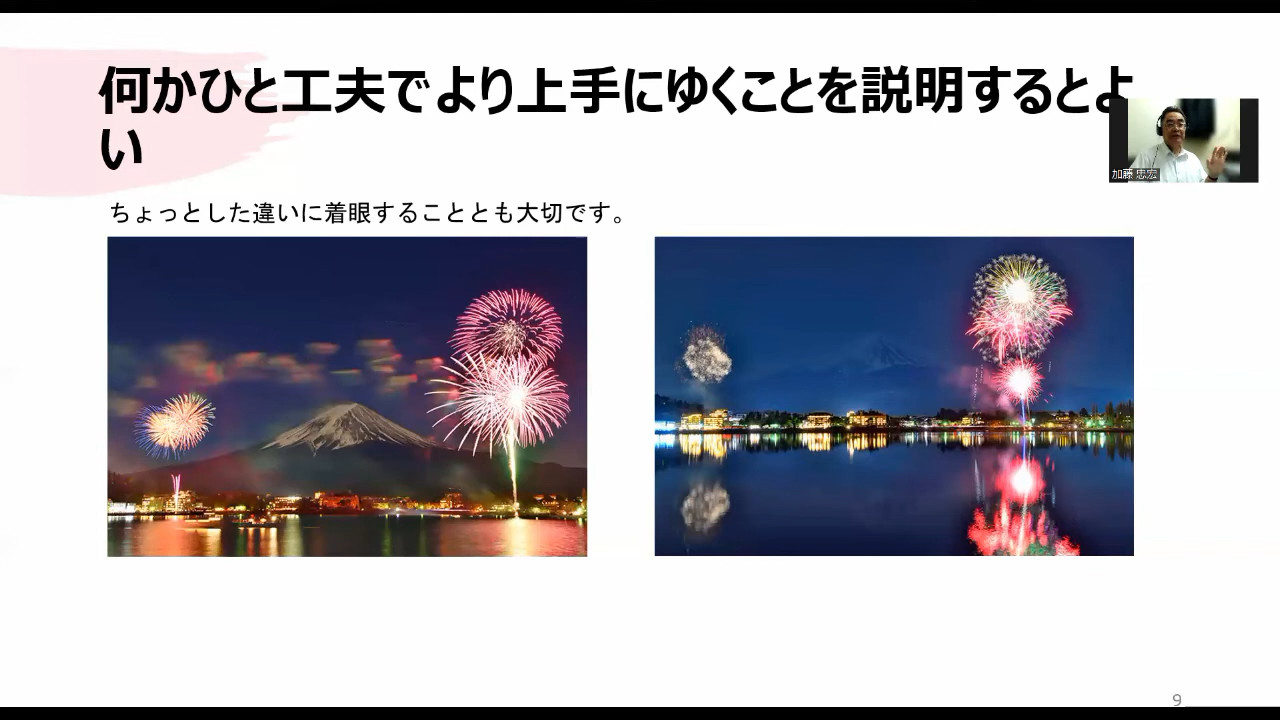 何かひと工夫でより上手にゆくことを説明するとよ
い
加藤 忠宏
ちょっとした違いに着眼することとも大切です。
9